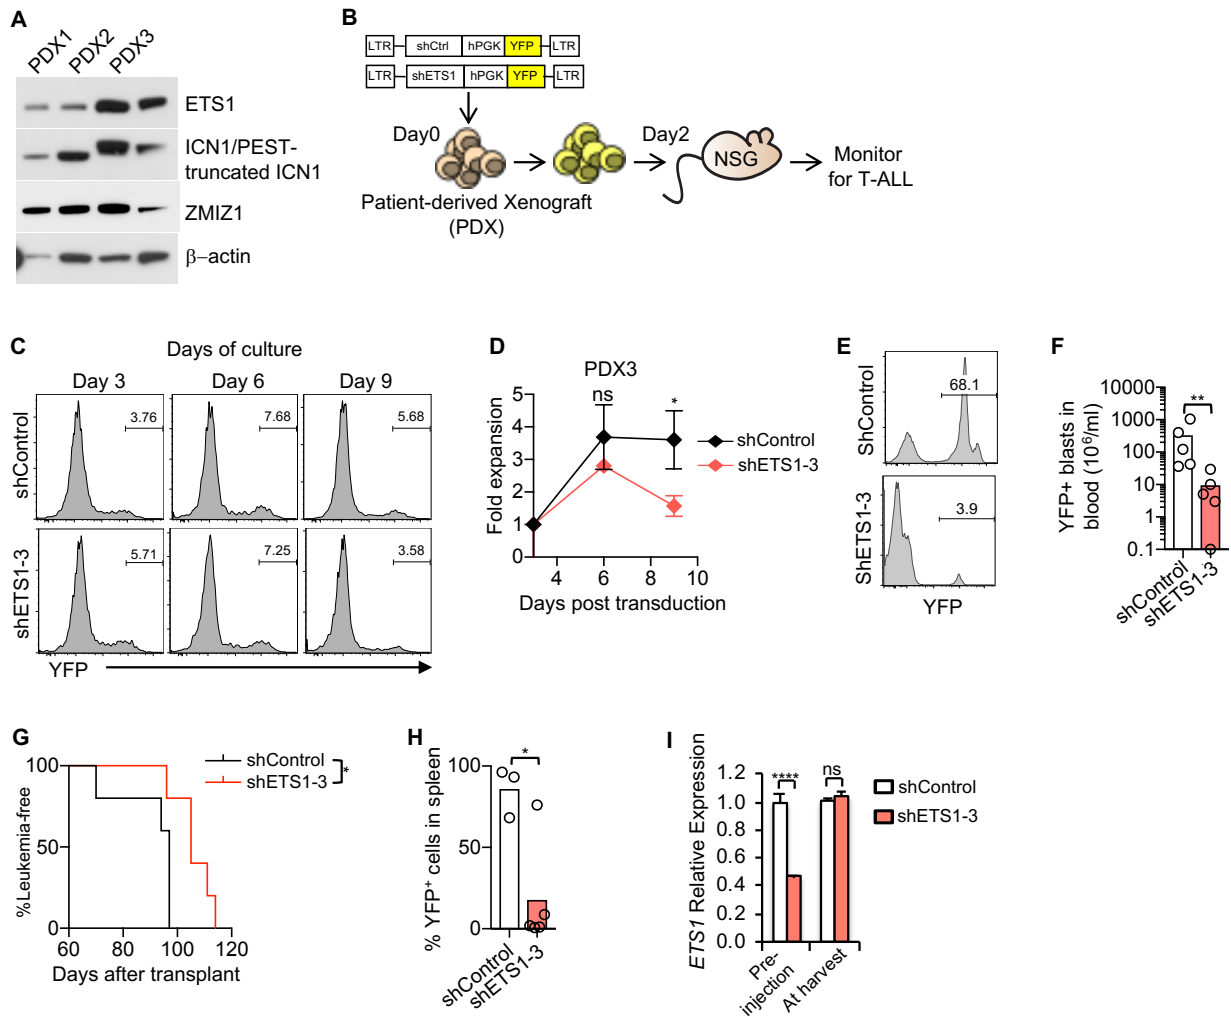 A
PDX1
PDX2
PDX3
ETS1
ICN1/PEST-
truncated ICN1
ZMIZ1
β–actin
B
LTR
shCtrl
hPGK
YFP
LTR
LTR
shETS1
hPGK
YFP
LTR
Day0
Day2
NSG
Monitor
for T-ALL
Patient-derived Xenograft
(PDX)
C
Days of culture
Day 3
Day 6
Day 9
shControl
3.76
7.68
5.68
shETS1-3
5.71
7.25
3.58
YFP
D
PDX3
ns
*
Fold expansion
5
4
3
2
1
0
4
6
8
10
Days post transduction
shControl
shETS1-3
E
ShControl
68.1
ShETS1-3
3.9
YFP
F
YFP+ blasts in
blood (10⁶/ml)
10000
1000
100
10
1
0.1
**
shControl
shETS1-3
G
%Leukemia-free
100
50
0
60
80
100
120
Days after transplant
shControl
shETS1-3
*
H
% YFP⁺ cells in spleen
100
50
0
*
shControl
shETS1-3
I
ETS1 Relative Expression
1.2
1.0
0.8
0.6
0.4
0.2
0.0
****
ns
shControl
shETS1-3
Pre-
injection
At harvest